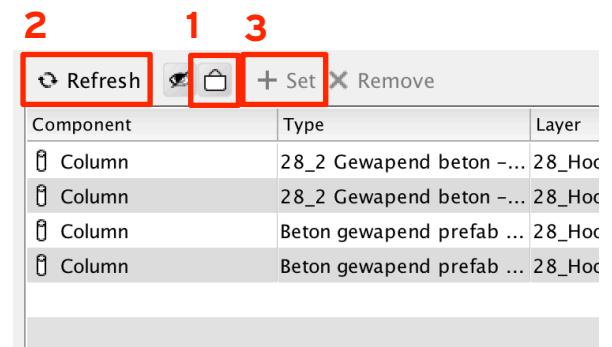 2 1 3
Refresh Set Remove
Component Type Layer
Column 28_2 Gewapend beton –... 28_Hoo
Column 28_2 Gewapend beton –... 28_Hoo
Column Beton gewapend prefab ... 28_Hoo
Column Beton gewapend prefab ... 28_Hoo